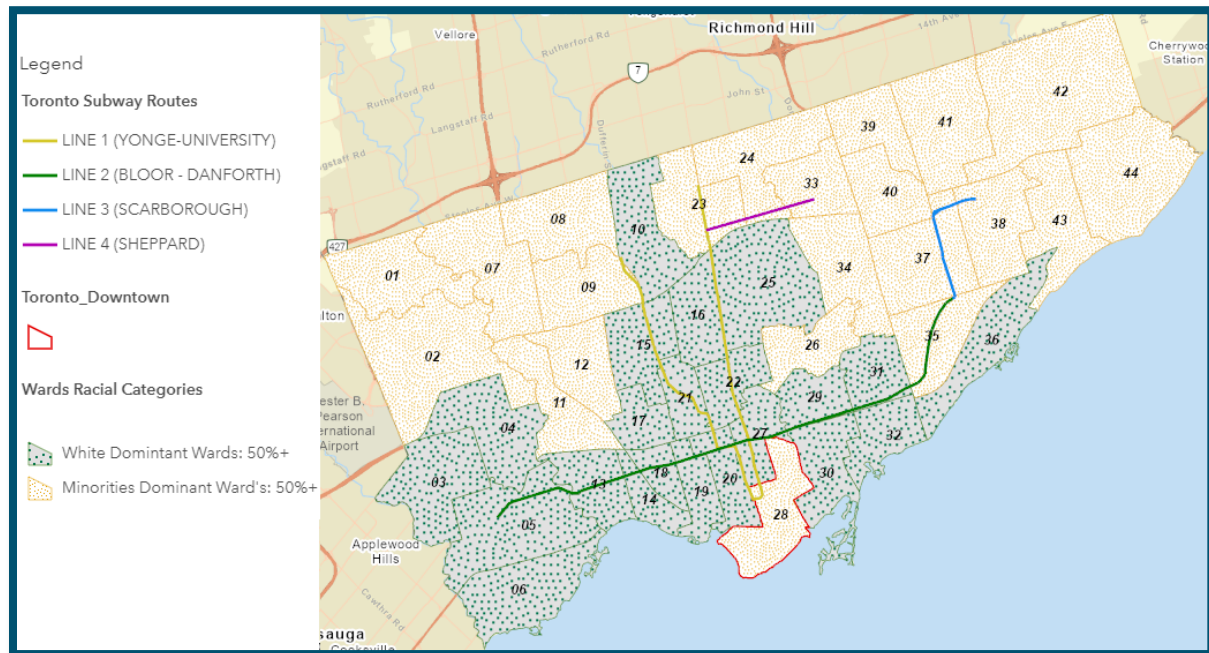 Legend
Toronto Subway Routes
LINE 1 (YONGE-UNIVERSITY)
LINE 2 (BLOOR - DANFORTH)
LINE 3 (SCARBOROUGH)
LINE 4 (SHEPPARD)
Toronto_Downtown
Wards Racial Categories
White Domintant Wards: 50%+
Minorities Dominant Ward's: 50%+
Richmond Hill
Vellore
Rutherford Rd
14th Ave
Cherrywood
Station
7
John St
Rutherford Rd
Langstaff Rd
Dufferin S
gstaff Rd
Steeles Ave W
427
42
41
39
24
44
33
40
23
08
10
38
43
01
07
09
34
37
25
16
02
12
15
26
35
36
22
31
11
21
29
17
04
27
32
03
18
13
20
30
14
19
28
05
06
lton
ester B.
Pearson
ernational
Airport
Applewood
Hills
Cawthra Rd
sauga
Cooksville